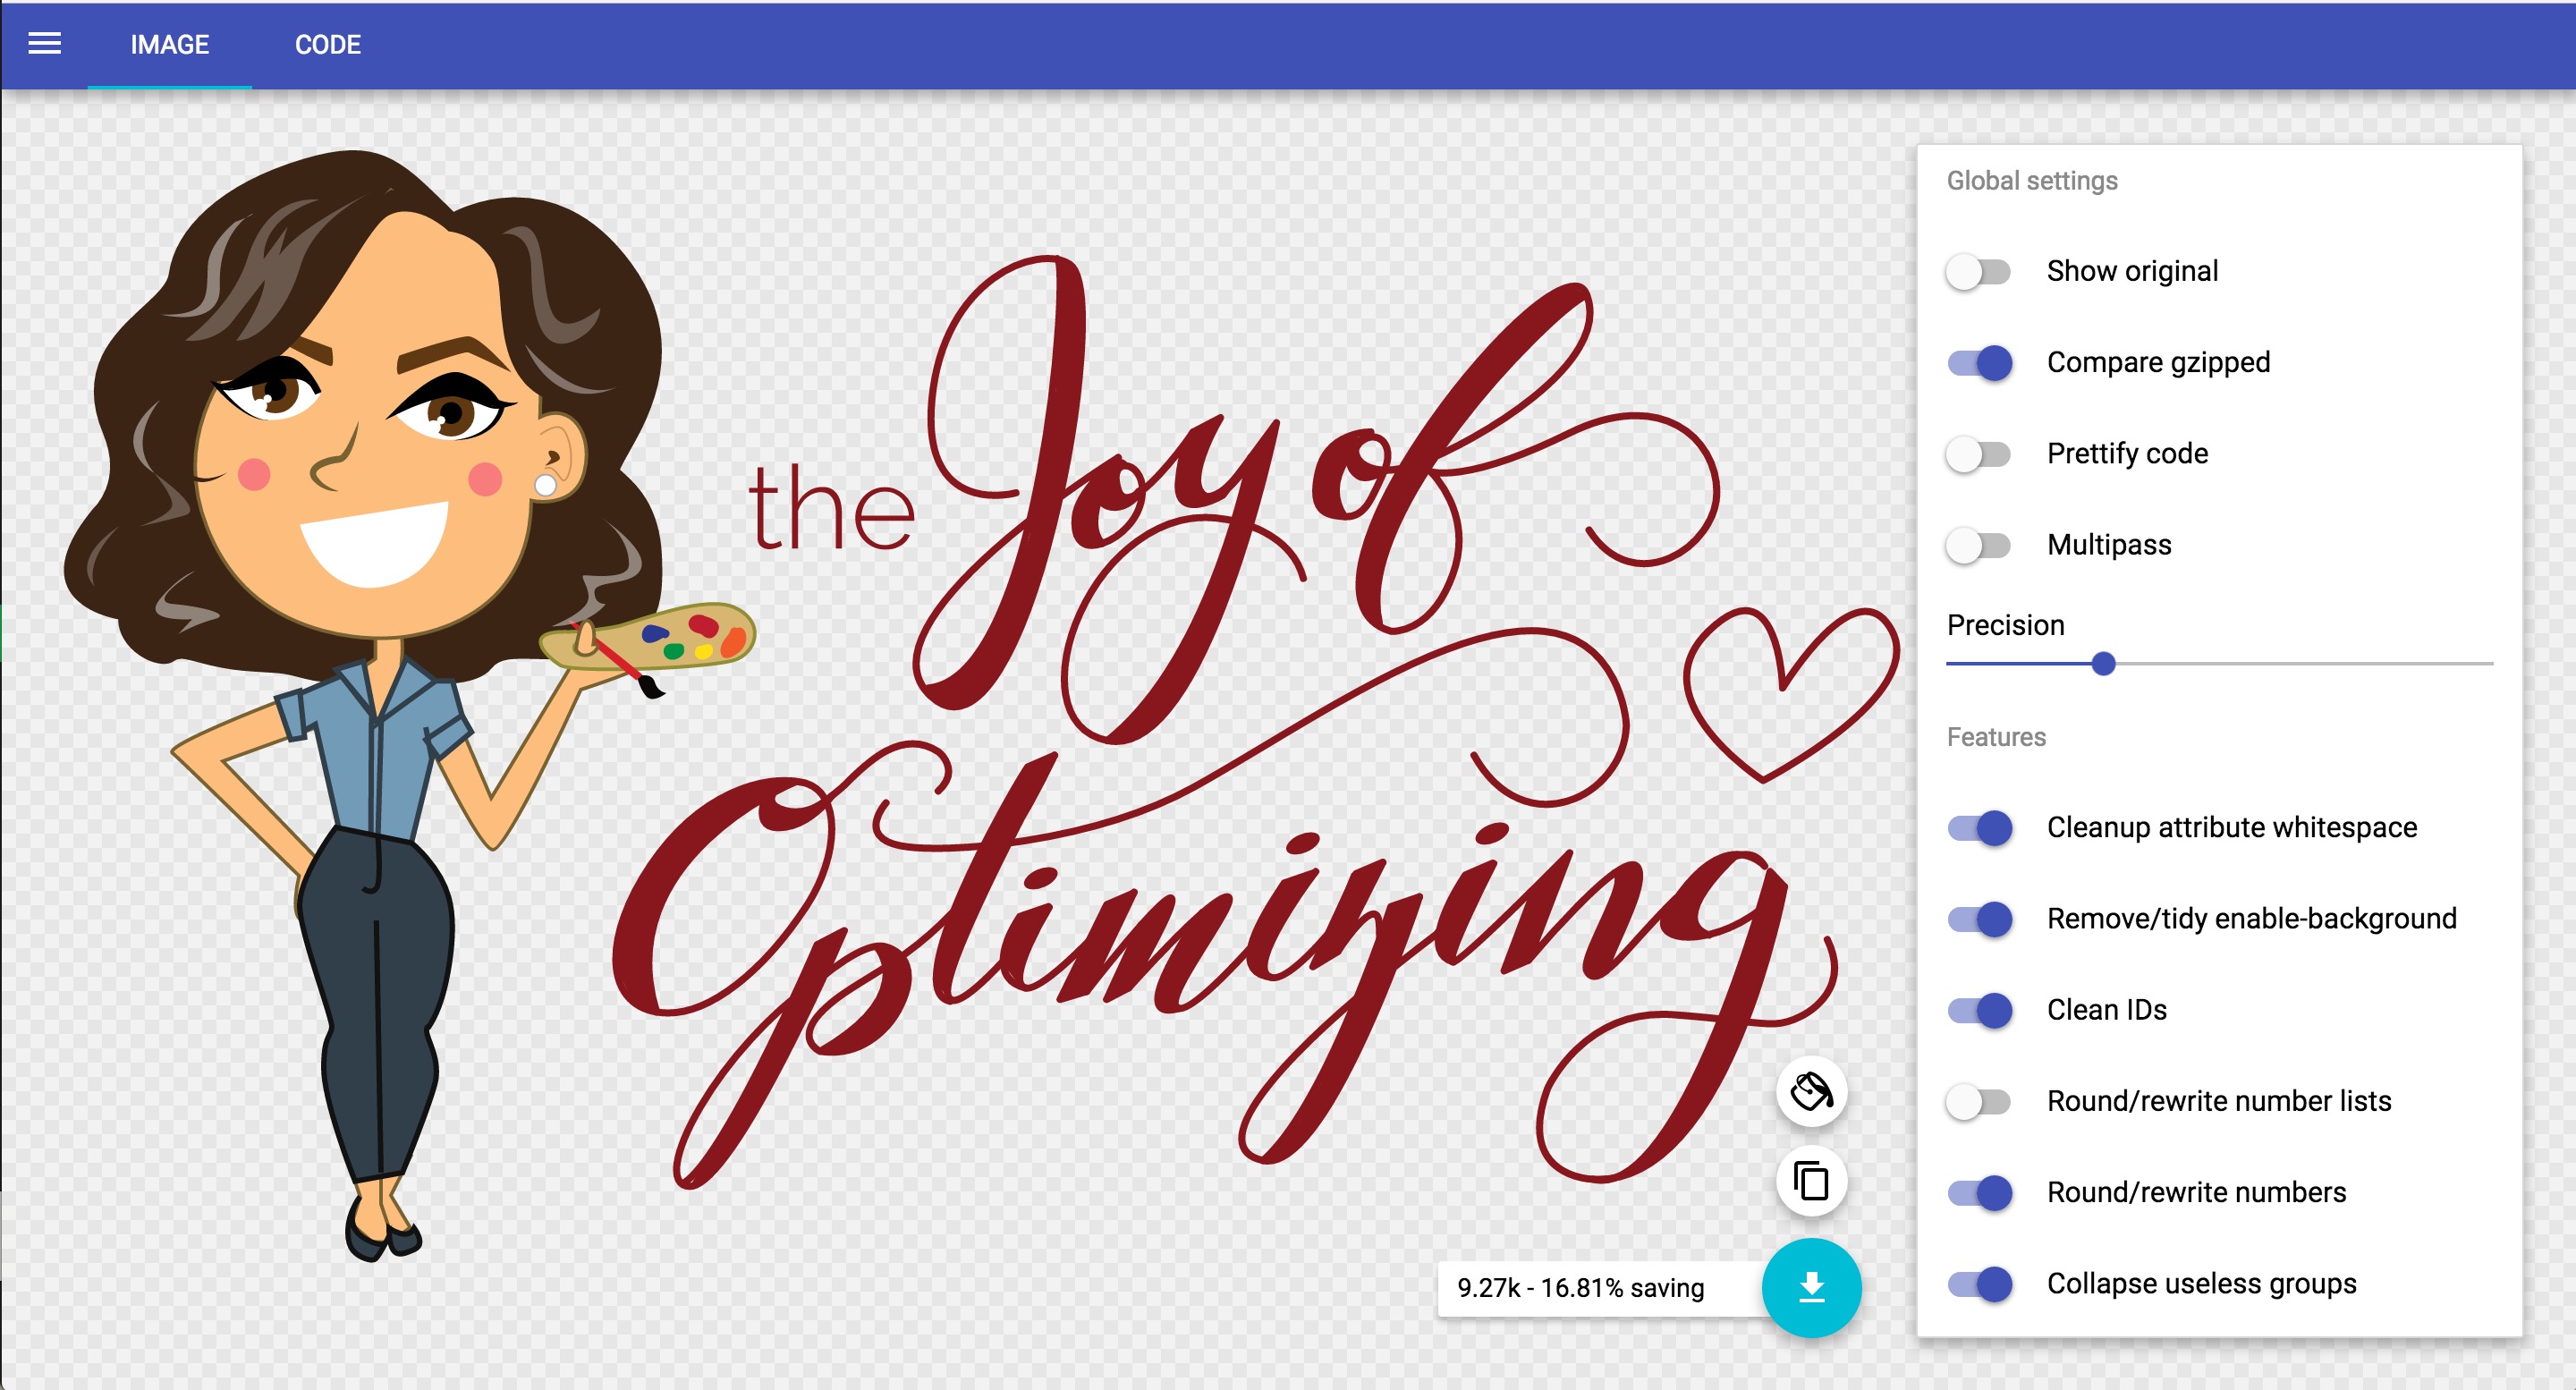 IMAGE CODE
the Joy of
Optimizing
Global settings
Show original
Compare gzipped
Prettify code
Multipass
Precision
Features
Cleanup attribute whitespace
Remove/tidy enable-background
Clean IDs
Round/rewrite number lists
Round/rewrite numbers
Collapse useless groups
9.27k - 16.81% saving